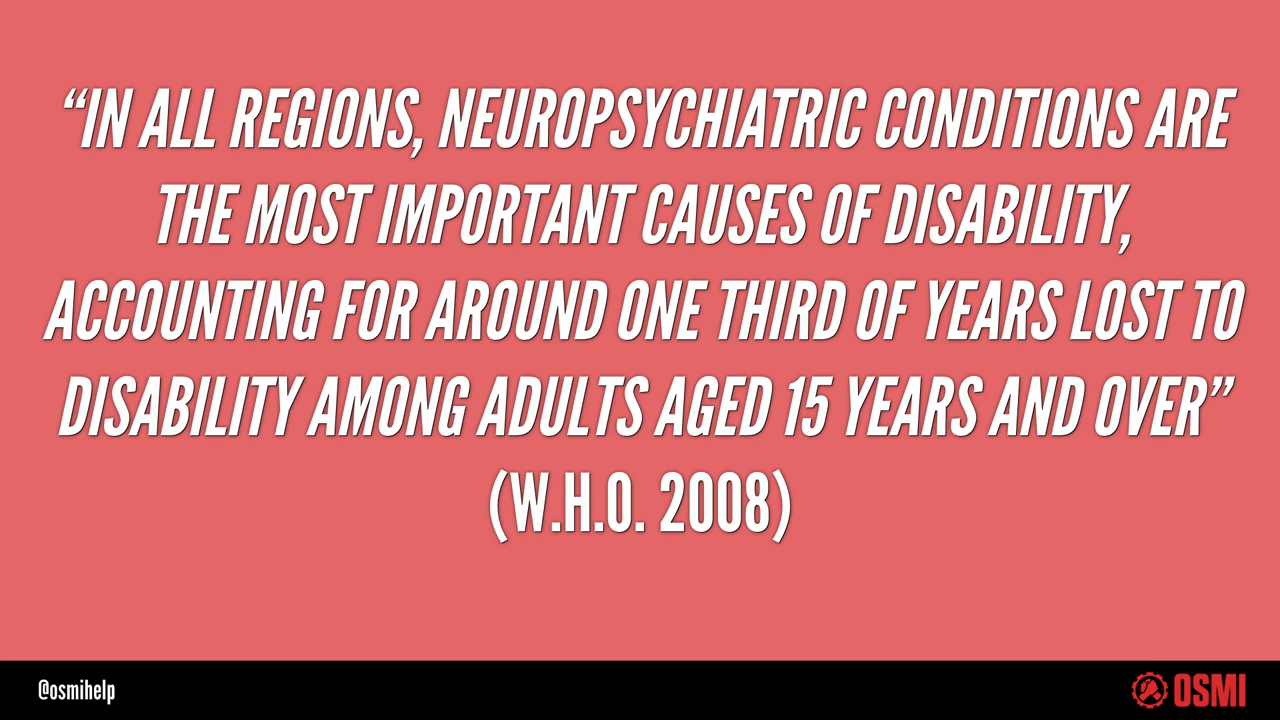 “IN ALL REGIONS, NEUROPSYCHIATRIC CONDITIONS ARE
THE MOST IMPORTANT CAUSES OF DISABILITY,
ACCOUNTING FOR AROUND ONE THIRD OF YEARS LOST TO
DISABILITY AMONG ADULTS AGED 15 YEARS AND OVER”
(W.H.O. 2008)
@osmihelp
OSMI